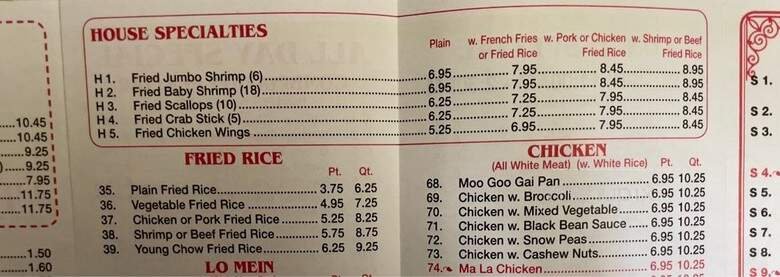 HOUSE SPECIALTIES
Plain w. French Fries w. Pork or Chicken w. Shrimp or Beef
or Fried Rice Fried Rice Fried Rice
H 1. Fried Jumbo Shrimp (6) 6.95 7.95 8.45 8.95
H 2. Fried Baby Shrimp (18) 6.95 7.95 8.45 8.95
H 3. Fried Scallops (10) 6.25 7.25 7.95 8.45
H 4. Fried Crab Stick (5) 6.25 7.25 7.95 8.45
H 5. Fried Chicken Wings 5.25 6.95 7.95 8.45
10.45
10.45
9.25
9.25
7.95
11.75
11.75
1.50
1.60
FRIED RICE
Pt. Qt.
35. Plain Fried Rice 3.75 6.25
36. Vegetable Fried Rice 4.95 7.25
37. Chicken or Pork Fried Rice 5.25 8.25
38. Shrimp or Beef Fried Rice 5.75 8.75
39. Young Chow Fried Rice 6.25 9.25
LO MEIN
CHICKEN
(All White Meat) (w. White Rice) Pt. Qt.
68. Moo Goo Gai Pan 6.95 10.25
69. Chicken w. Broccoli 6.95 10.25
70. Chicken w. Mixed Vegetable 6.95 10.25
71. Chicken w. Black Bean Sauce 6.95 10.25
72. Chicken w. Snow Peas 6.95 10.25
73. Chicken w. Cashew Nuts 6.95 10.25
74. Ma La Chicken 6.95 10.25
S 1.
S 2.
S 3.
S 4.
S 5.
S 6.
S 7.
S 8.
S 9.